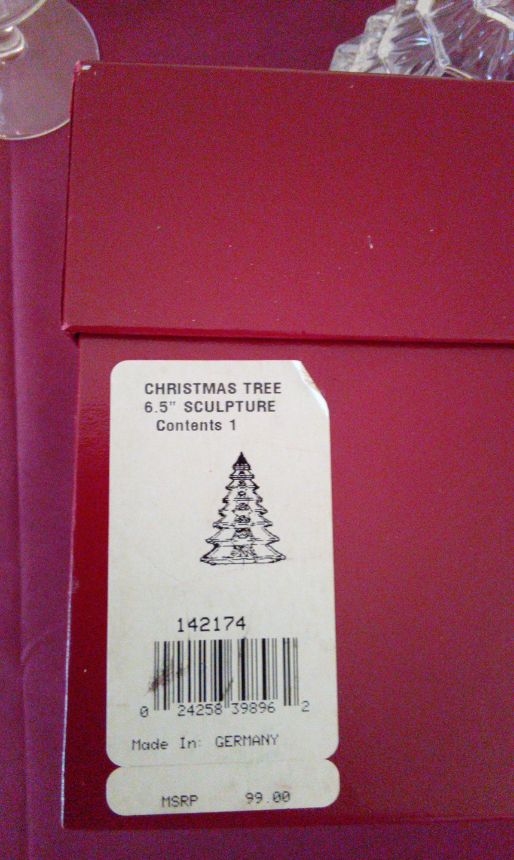 CHRISTMAS TREE
6.5" SCULPTURE
Contents 1
142174
0 24258 39896 2
Made In: GERMANY
MSRP 99.00